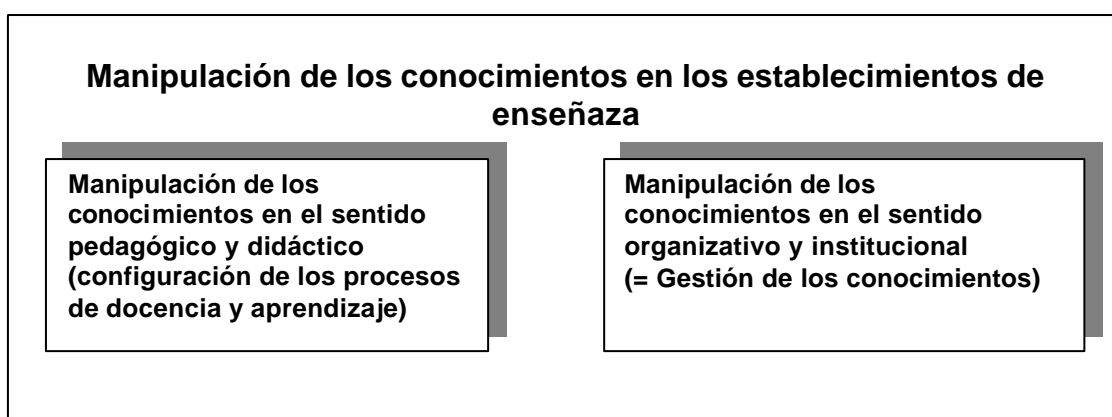 Manipulación de los conocimientos en los establecimientos de
enseñaza
Manipulación de los
conocimientos en el sentido
pedagógico y didáctico
(configuración de los procesos
de docencia y aprendizaje)
Manipulación de los
conocimientos en el sentido
organizativo y institucional
(= Gestión de los conocimientos)